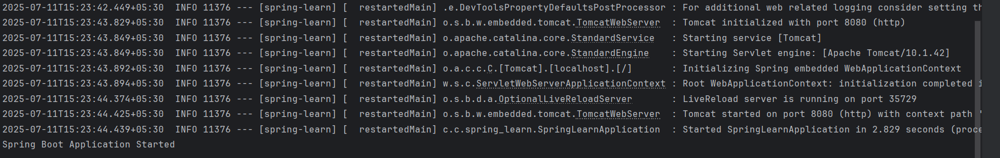 2025-07-11T15:23:42.449+05:30  INFO 11376 --- [spring-learn] [  restartedMain] .e.DevToolsPropertyDefaultsPostProcessor : For additional web related logging consider setting th
2025-07-11T15:23:43.829+05:30  INFO 11376 --- [spring-learn] [  restartedMain] o.s.b.w.embedded.tomcat.TomcatWebServer  : Tomcat initialized with port 8080 (http)
2025-07-11T15:23:43.849+05:30  INFO 11376 --- [spring-learn] [  restartedMain] o.apache.catalina.core.StandardService   : Starting service [Tomcat]
2025-07-11T15:23:43.849+05:30  INFO 11376 --- [spring-learn] [  restartedMain] o.apache.catalina.core.StandardEngine    : Starting Servlet engine: [Apache Tomcat/10.1.42]
2025-07-11T15:23:43.892+05:30  INFO 11376 --- [spring-learn] [  restartedMain] o.a.c.c.C.[Tomcat].[localhost].[/]       : Initializing Spring embedded WebApplicationContext
2025-07-11T15:23:43.894+05:30  INFO 11376 --- [spring-learn] [  restartedMain] w.s.c.ServletWebServerApplicationContext : Root WebApplicationContext: initialization completed i
2025-07-11T15:23:44.374+05:30  INFO 11376 --- [spring-learn] [  restartedMain] o.s.b.d.a.OptionalLiveReloadServer       : LiveReload server is running on port 35729
2025-07-11T15:23:44.425+05:30  INFO 11376 --- [spring-learn] [  restartedMain] o.s.b.w.embedded.tomcat.TomcatWebServer  : Tomcat started on port 8080 (http) with context path '
2025-07-11T15:23:44.439+05:30  INFO 11376 --- [spring-learn] [  restartedMain] c.c.spring_learn.SpringLearnApplication  : Started SpringLearnApplication in 2.829 seconds (proce
Spring Boot Application Started